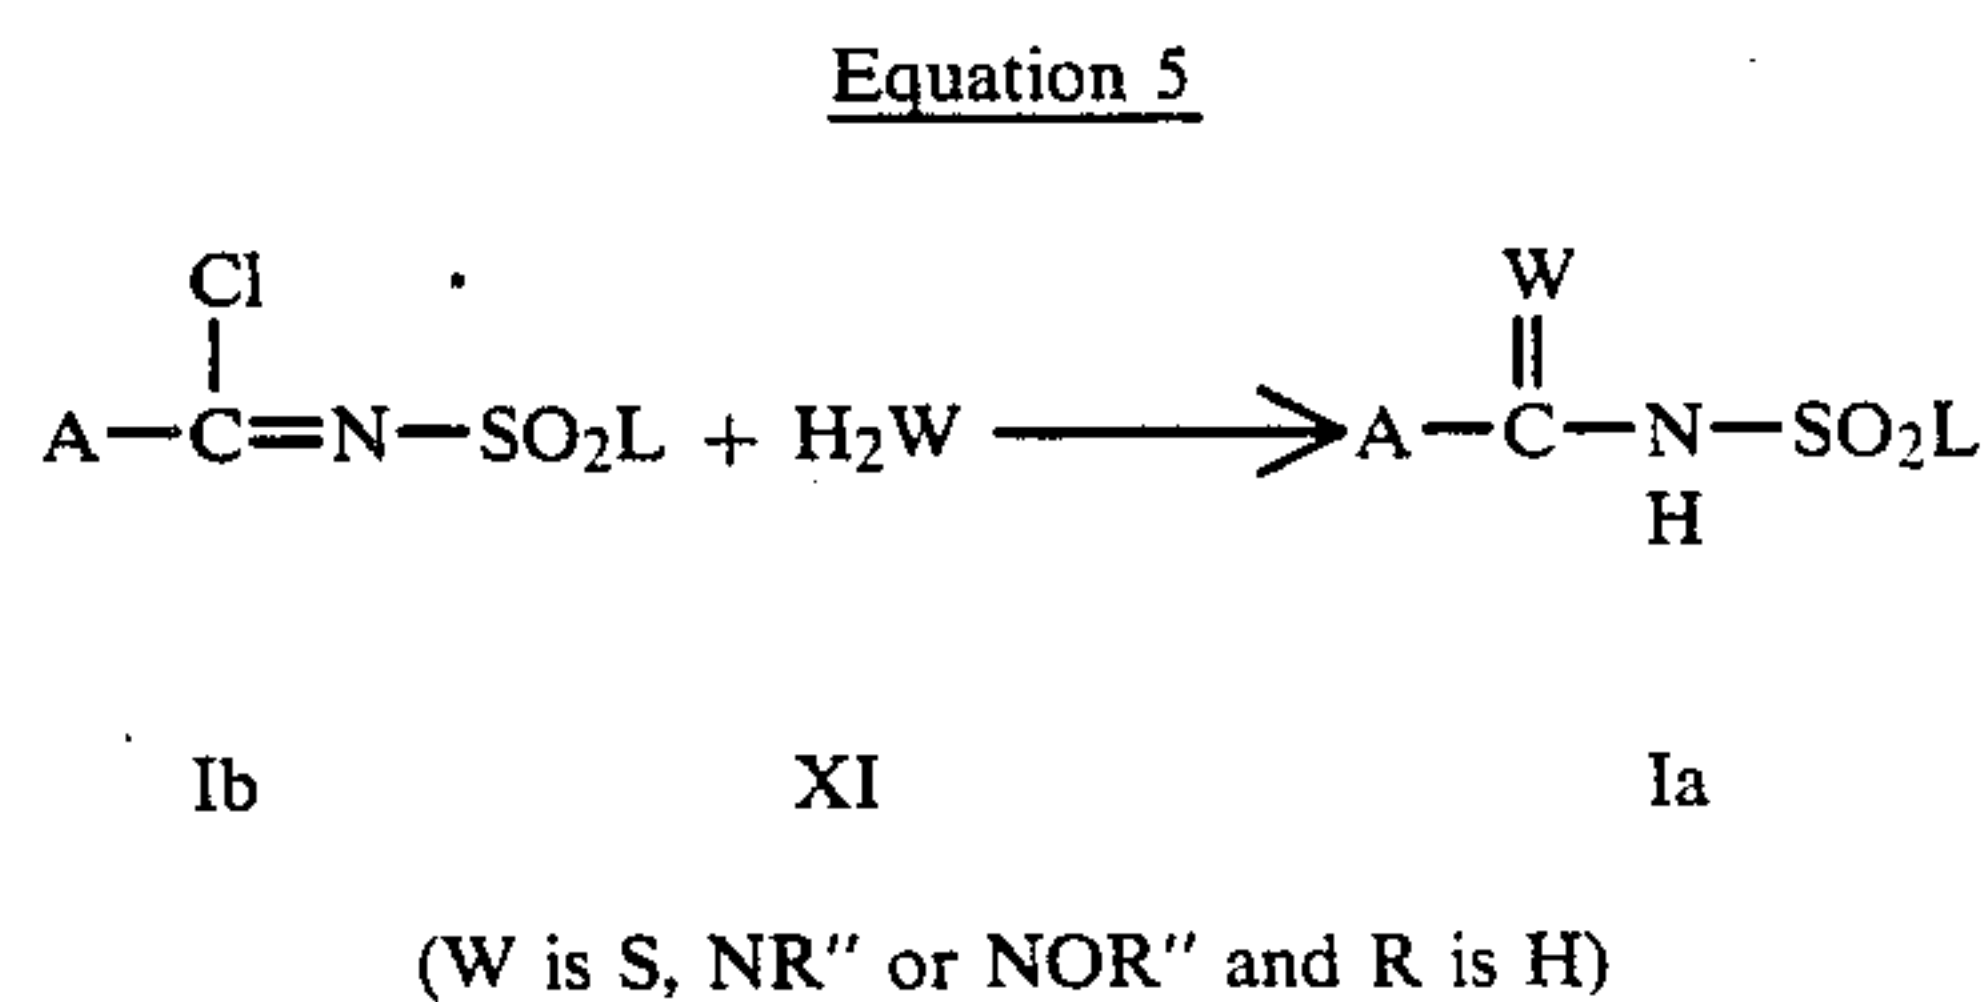 Equation 5
Cl
W
A—C=N—SO₂L + H₂W ⟶ A—C—N—SO₂L
H
Ib XI Ia
(W is S, NR″ or NOR″ and R is H)